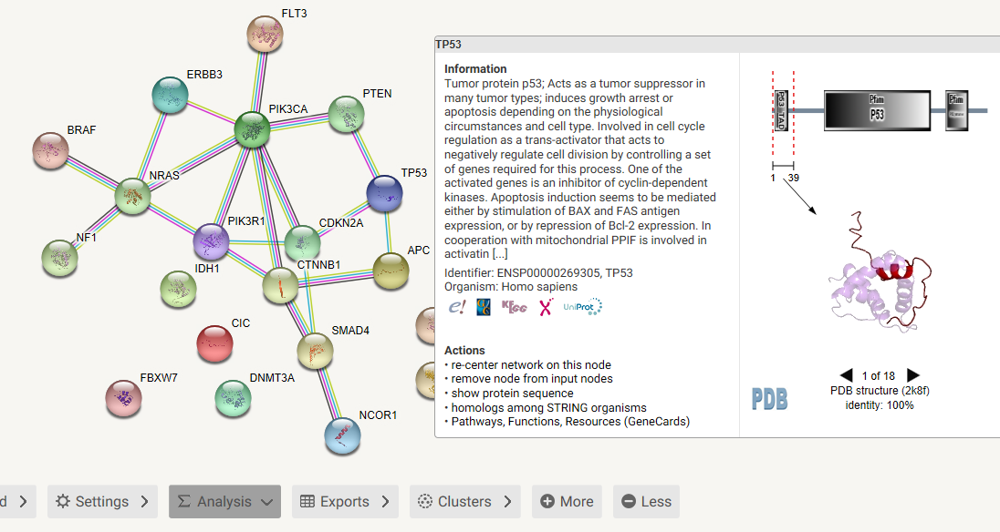 FLT3
ERBB3
PTEN
PIK3CA
BRAF
NRAS
TP53
PIK3R1
CDKN2A
NF1
APC
IDH1
CTNNB1
CIC
SMAD4
FBXW7
DNMT3A
NCOR1
TP53
Information
Tumor protein p53; Acts as a tumor suppressor in
many tumor types; induces growth arrest or
apoptosis depending on the physiological
circumstances and cell type. Involved in cell cycle
regulation as a trans-activator that acts to
negatively regulate cell division by controlling a set
of genes required for this process. One of the
activated genes is an inhibitor of cyclin-dependent
kinases. Apoptosis induction seems to be mediated
either by stimulation of BAX and FAS antigen
expression, or by repression of Bcl-2 expression. In
cooperation with mitochondrial PPIF is involved in
activatin [...]
Identifier: ENSP00000269305, TP53
Organism: Homo sapiens
e!
KEGG
X
UniProt
Actions
• re-center network on this node
• remove node from input nodes
• show protein sequence
• homologs among STRING organisms
• Pathways, Functions, Resources (GeneCards)
P53_TAD
Pfam
P53
Pfam
1 39
1 of 18
PDB structure (2k8f)
identity: 100%
PDB
d
Settings
Analysis
Exports
Clusters
More
Less